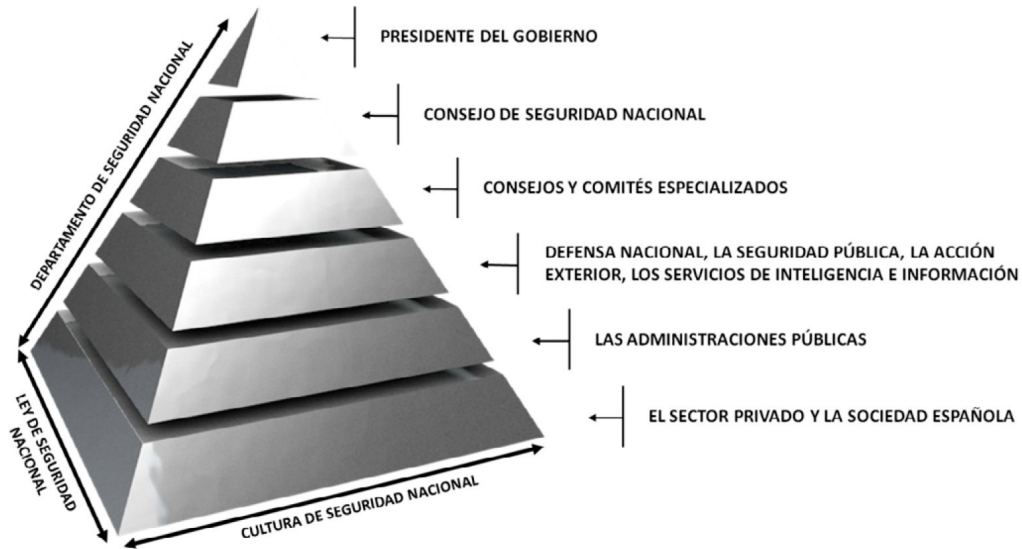 PRESIDENTE DEL GOBIERNO
CONSEJO DE SEGURIDAD NACIONAL
CONSEJOS Y COMITÉS ESPECIALIZADOS
DEFENSA NACIONAL, LA SEGURIDAD PÚBLICA, LA ACCIÓN
EXTERIOR, LOS SERVICIOS DE INTELIGENCIA E INFORMACIÓN
LAS ADMINISTRACIONES PÚBLICAS
EL SECTOR PRIVADO Y LA SOCIEDAD ESPAÑOLA
DEPARTAMENTO DE SEGURIDAD NACIONAL
LEY DE SEGURIDAD
NACIONAL
CULTURA DE SEGURIDAD NACIONAL